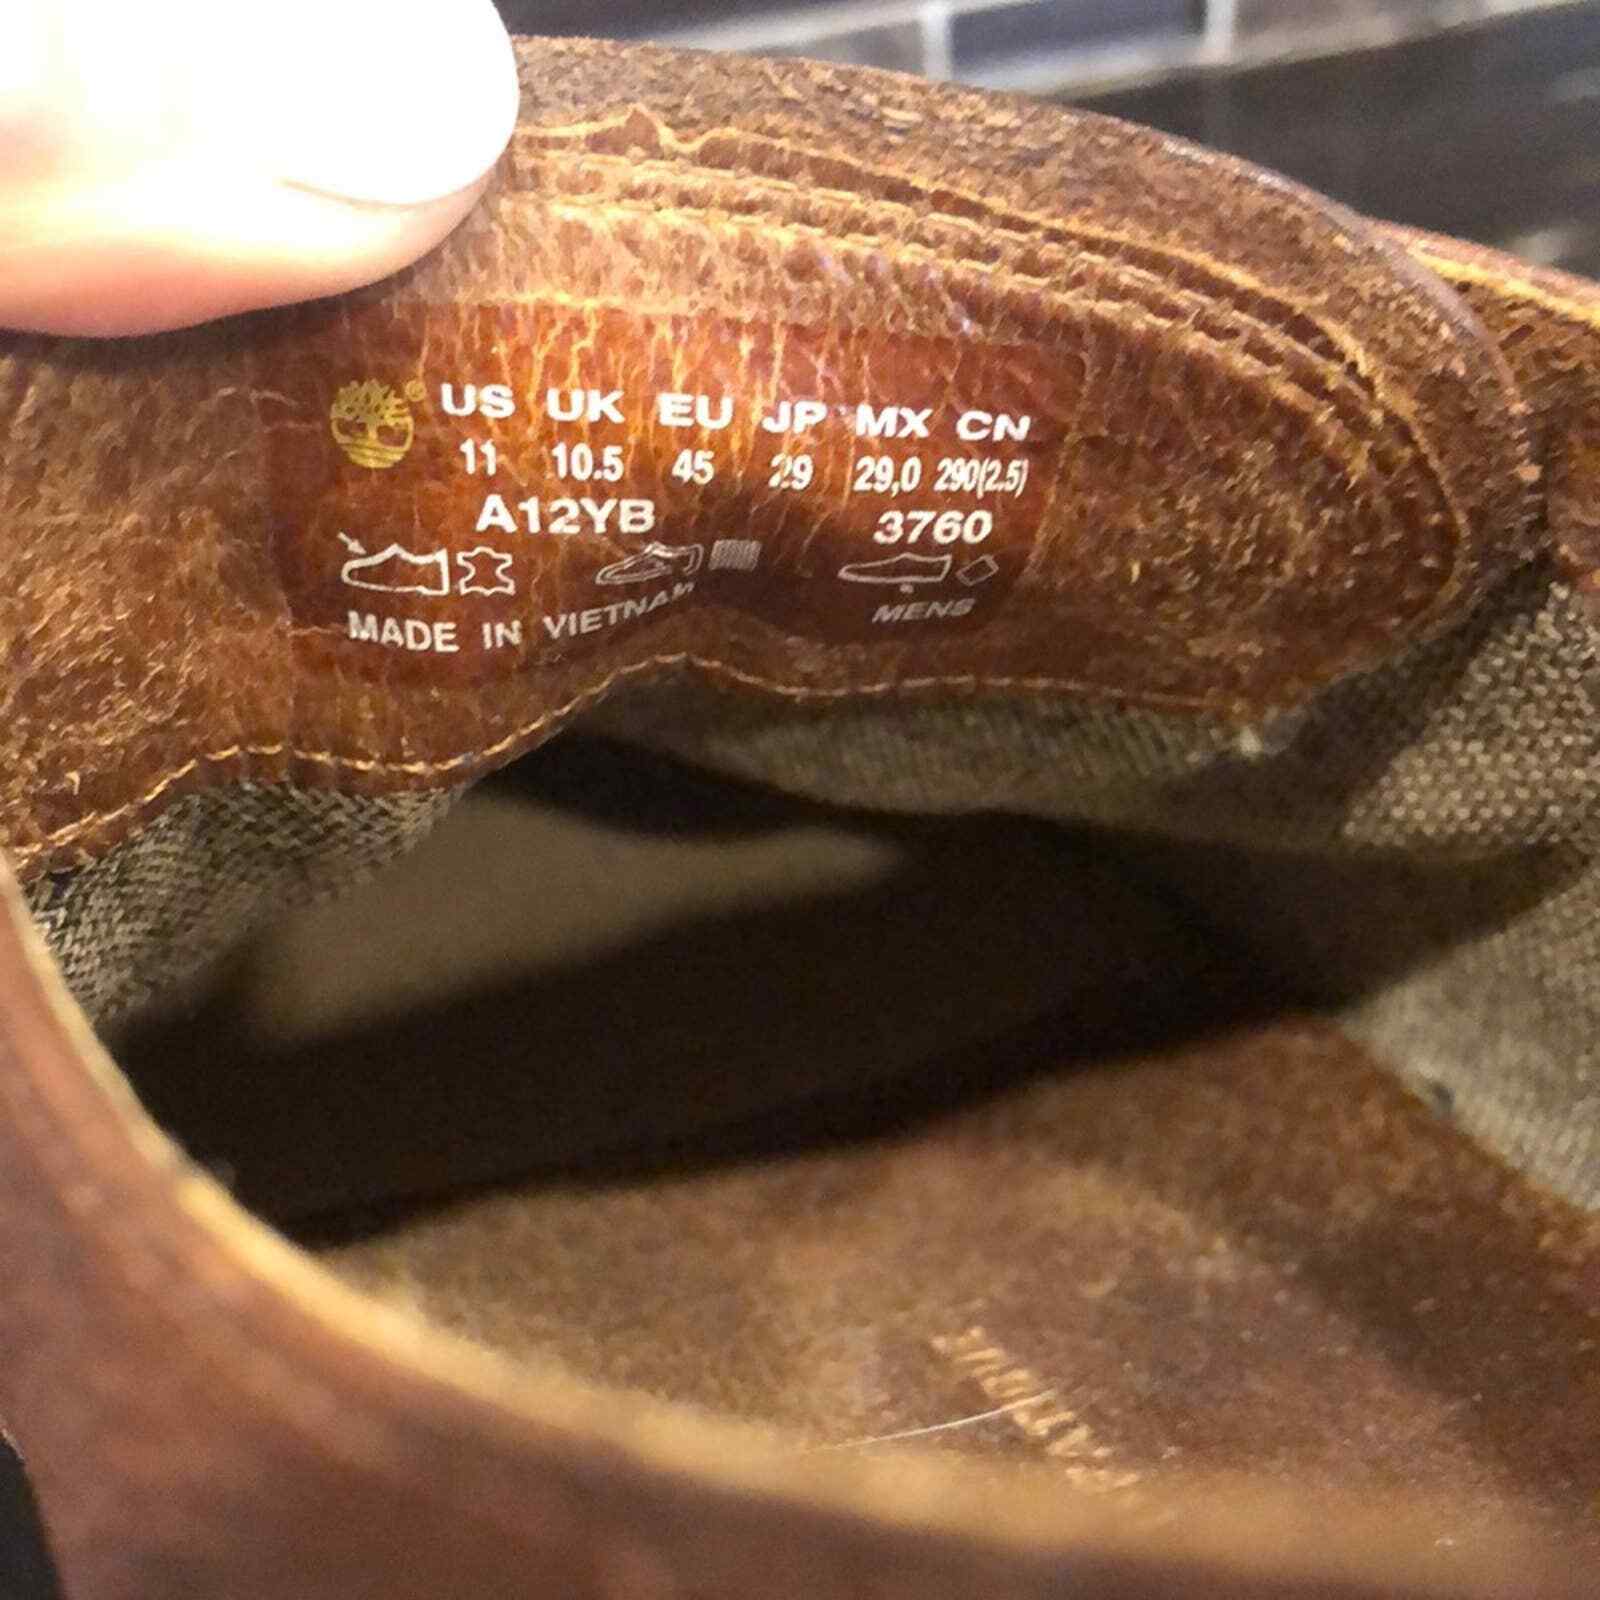 ® US UK EU JP MX CN
11 10.5 45 29 29,0 290(2.5)
A12YB 3760
MADE IN VIETNAM MENS